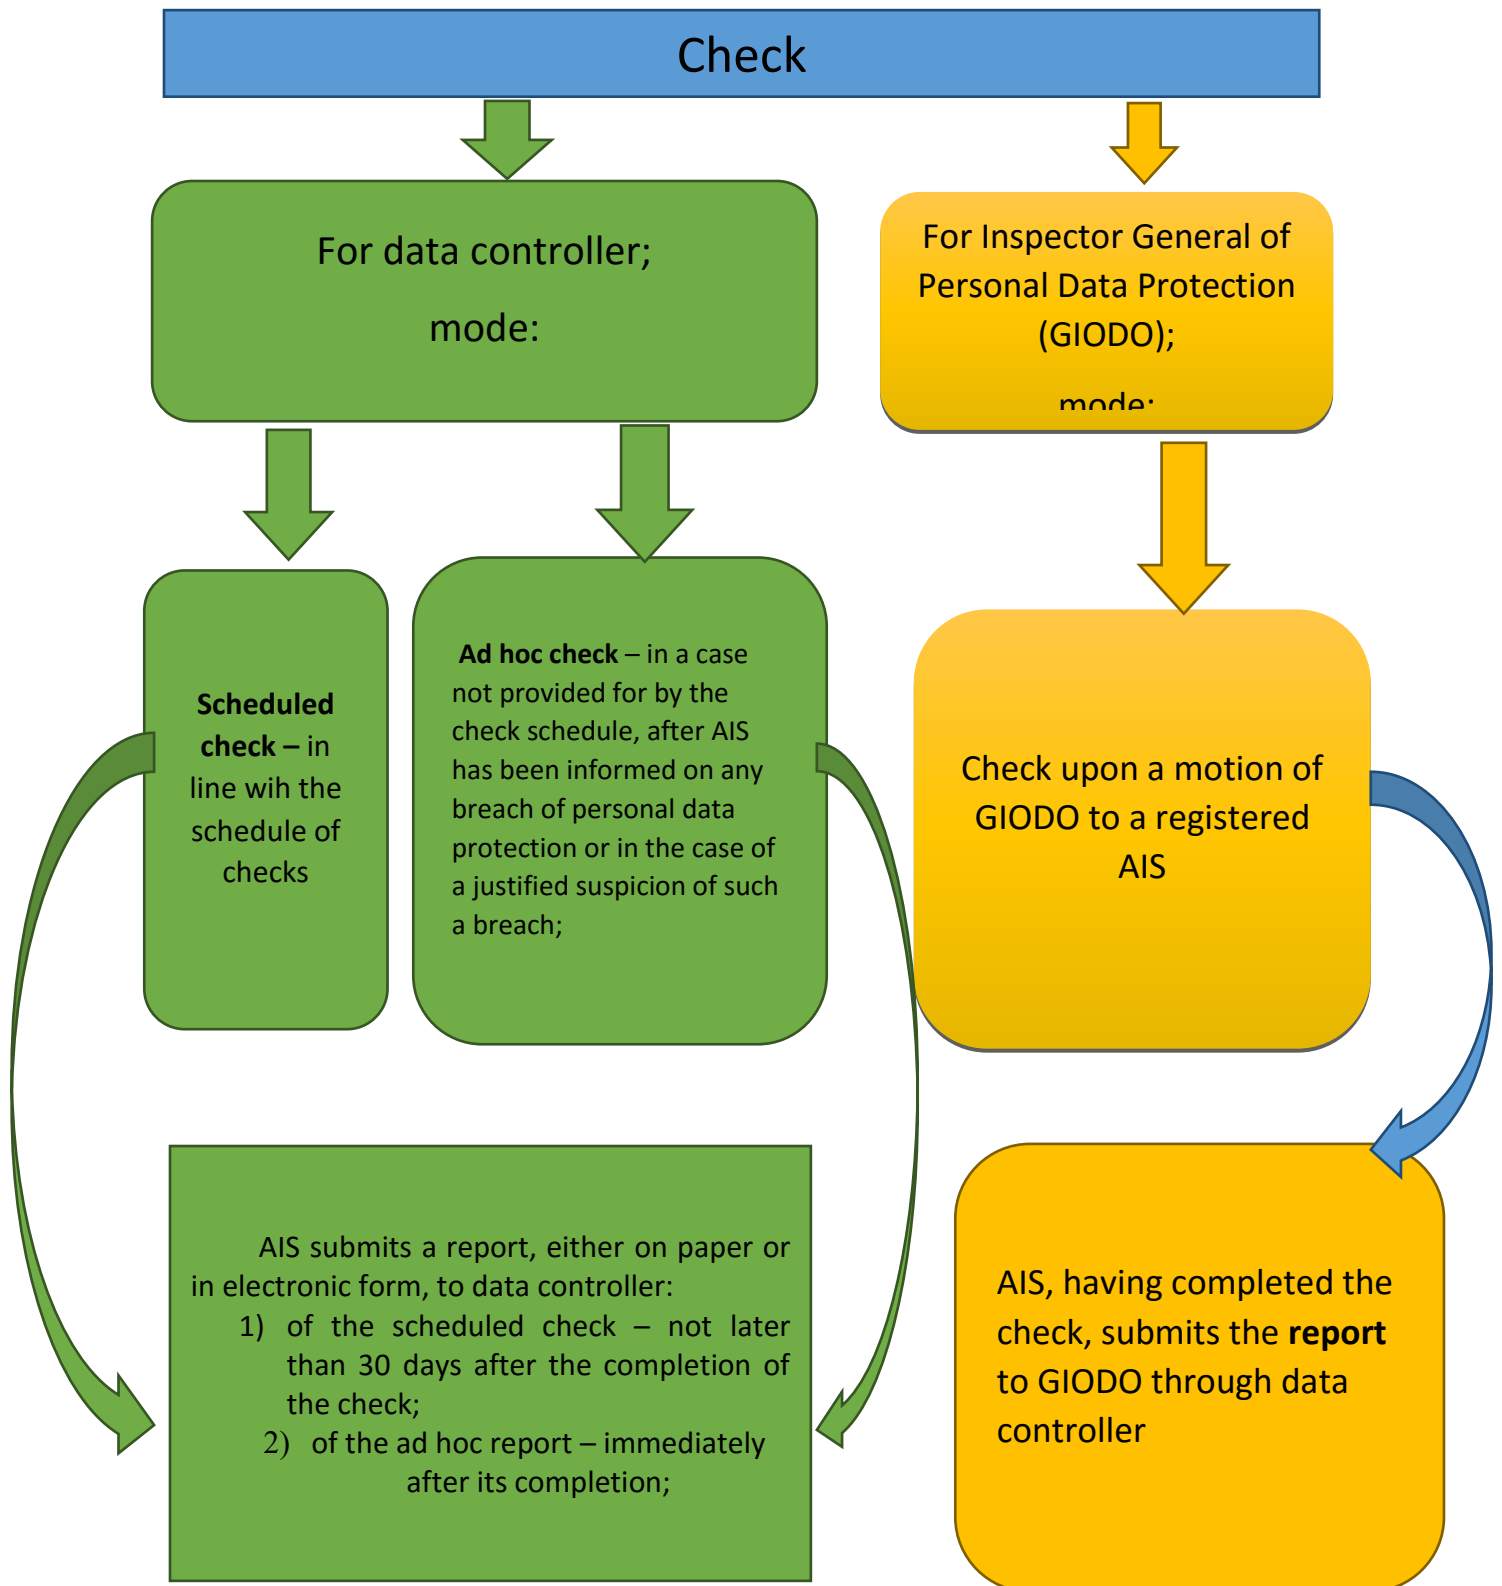 Check
For data controller;
mode:
For Inspector General of
Personal Data Protection
(GIODO);
mode:
Scheduled
check – in
line wih the
schedule of
checks
Ad hoc check – in a case
not provided for by the
check schedule, after AIS
has been informed on any
breach of personal data
protection or in the case of
a justified suspicion of such
a breach;
Check upon a motion of
GIODO to a registered
AIS
AIS submits a report, either on paper or
in electronic form, to data controller:
1) of the scheduled check – not later
than 30 days after the completion of
the check;
2) of the ad hoc report – immediately
after its completion;
AIS, having completed the
check, submits the report
to GIODO through data
controller